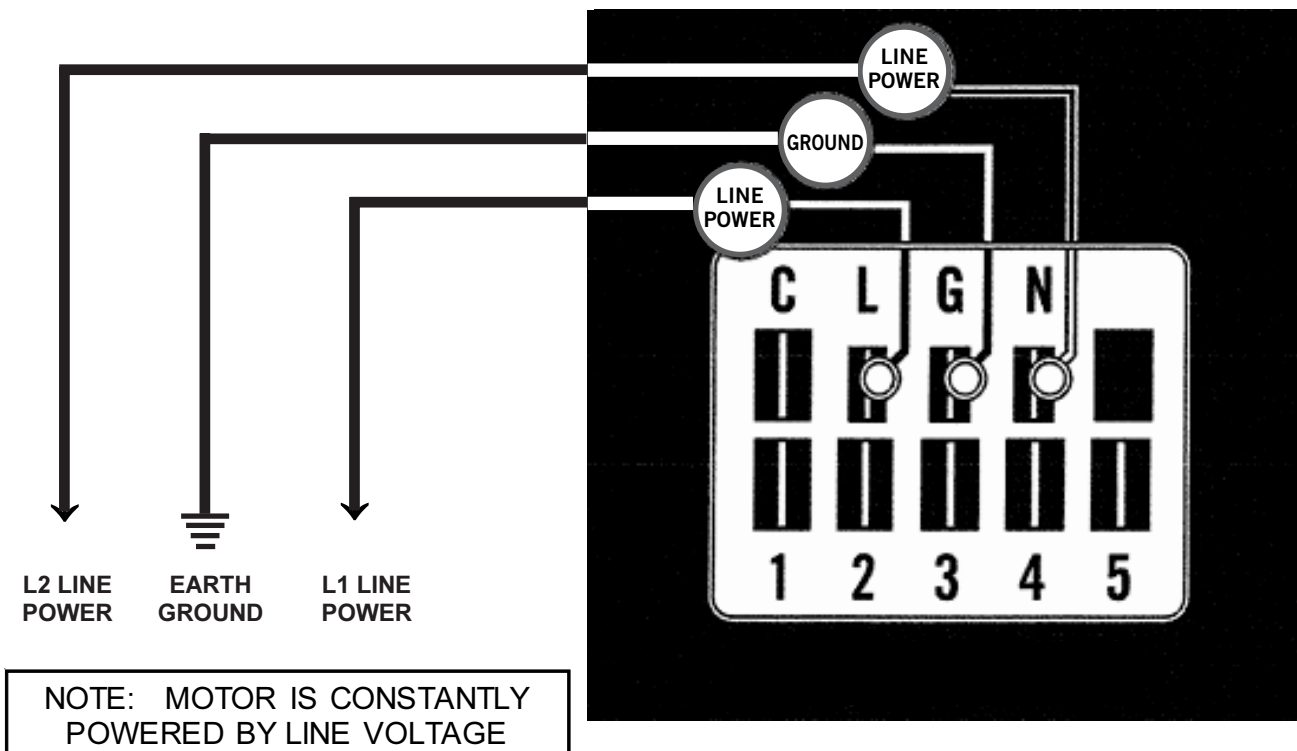 LINE
POWER
GROUND
LINE
POWER
C L G N
1 2 3 4 5
L2 LINE
POWER
EARTH
GROUND
L1 LINE
POWER
NOTE: MOTOR IS CONSTANTLY
POWERED BY LINE VOLTAGE